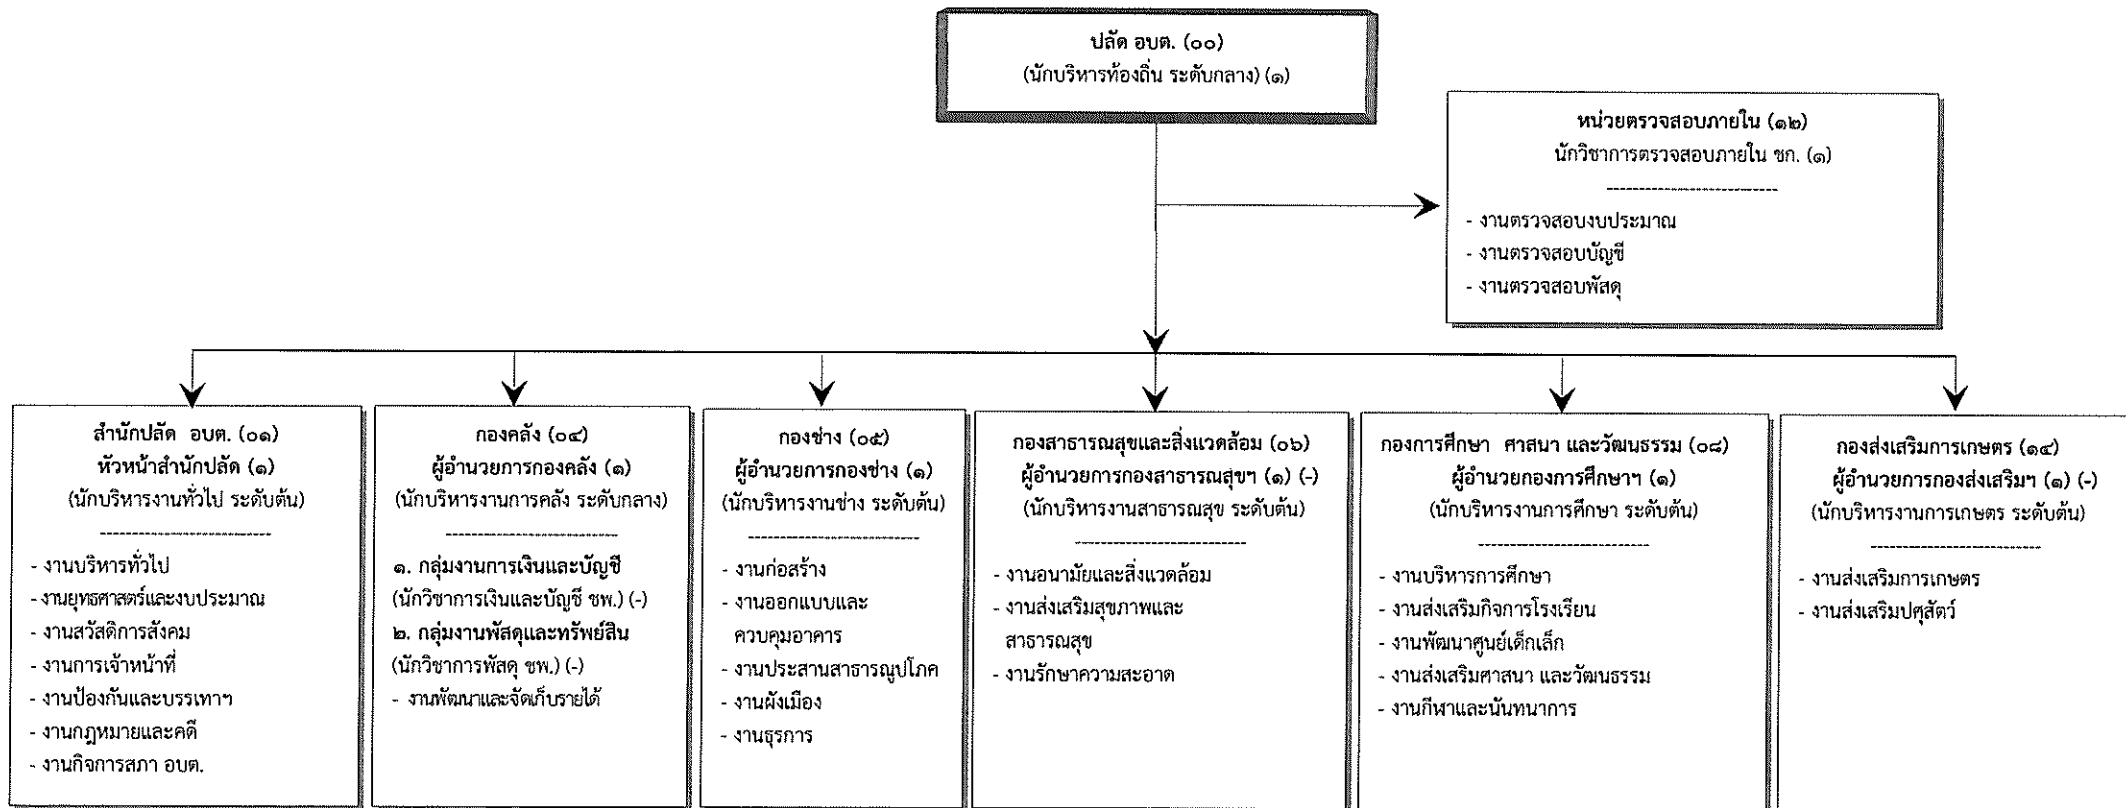 ปลัด อบต. (๐๐)
(นักบริหารท้องถิ่น ระดับกลาง) (๑)
หน่วยตรวจสอบภายใน (๑๒)
นักวิชาการตรวจสอบภายใน ชก. (๑)
---------------------------
- งานตรวจสอบงบประมาณ
- งานตรวจสอบบัญชี
- งานตรวจสอบพัสดุ
สำนักปลัด อบต. (๐๑)
หัวหน้าสำนักปลัด (๑)
(นักบริหารงานทั่วไป ระดับต้น)
---------------------------
- งานบริหารทั่วไป
-งานยุทธศาสตร์และงบประมาณ
- งานสวัสดิการสังคม
- งานการเจ้าหน้าที่
- งานป้องกันและบรรเทาฯ
- งานกฎหมายและคดี
- งานกิจการสภา อบต.
กองคลัง (๐๔)
ผู้อำนวยการกองคลัง (๑)
(นักบริหารงานการคลัง ระดับกลาง)
---------------------------
๑. กลุ่มงานการเงินและบัญชี
(นักวิชาการเงินและบัญชี ชพ.) (-)
๒. กลุ่มงานพัสดุและทรัพย์สิน
(นักวิชาการพัสดุ ชพ.) (-)
- งานพัฒนาและจัดเก็บรายได้
กองช่าง (๐๕)
ผู้อำนวยการกองช่าง (๑)
(นักบริหารงานช่าง ระดับต้น)
---------------------------
- งานก่อสร้าง
- งานออกแบบและ
ควบคุมอาคาร
- งานประสานสาธารณูปโภค
- งานผังเมือง
- งานธุรการ
กองสาธารณสุขและสิ่งแวดล้อม (๐๖)
ผู้อำนวยการกองสาธารณสุขฯ (๑) (-)
(นักบริหารงานสาธารณสุข ระดับต้น)
---------------------------
- งานอนามัยและสิ่งแวดล้อม
- งานส่งเสริมสุขภาพและ
สาธารณสุข
- งานรักษาความสะอาด
กองการศึกษา ศาสนา และวัฒนธรรม (๐๘)
ผู้อำนวยกองการศึกษาฯ (๑)
(นักบริหารงานการศึกษา ระดับต้น)
---------------------------
- งานบริหารการศึกษา
- งานส่งเสริมกิจการโรงเรียน
- งานพัฒนาศูนย์เด็กเล็ก
- งานส่งเสริมศาสนา และวัฒนธรรม
- งานกีฬาและนันทนาการ
กองส่งเสริมการเกษตร (๑๔)
ผู้อำนวยการกองส่งเสริมฯ (๑) (-)
(นักบริหารงานการเกษตร ระดับต้น)
---------------------------
- งานส่งเสริมการเกษตร
- งานส่งเสริมปศุสัตว์